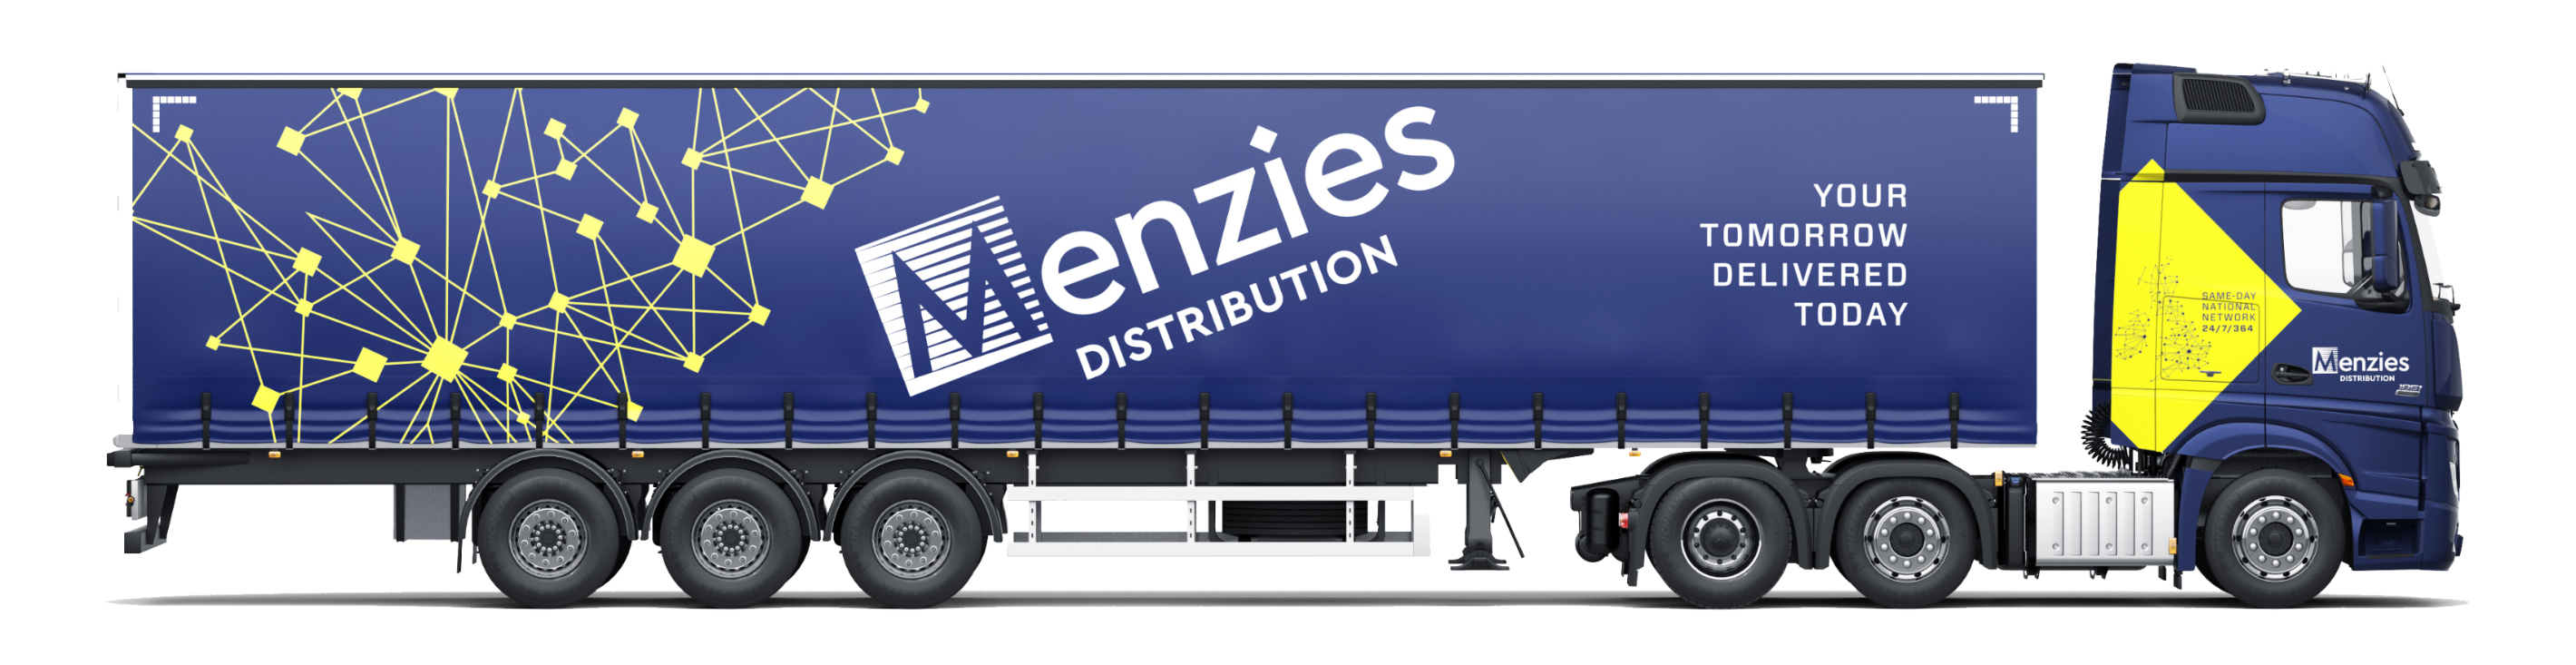 Menzies
DISTRIBUTION
YOUR
TOMORROW
DELIVERED
TODAY
SAME-DAY
NATIONAL
NETWORK
24/7/364
Menzies
DISTRIBUTION